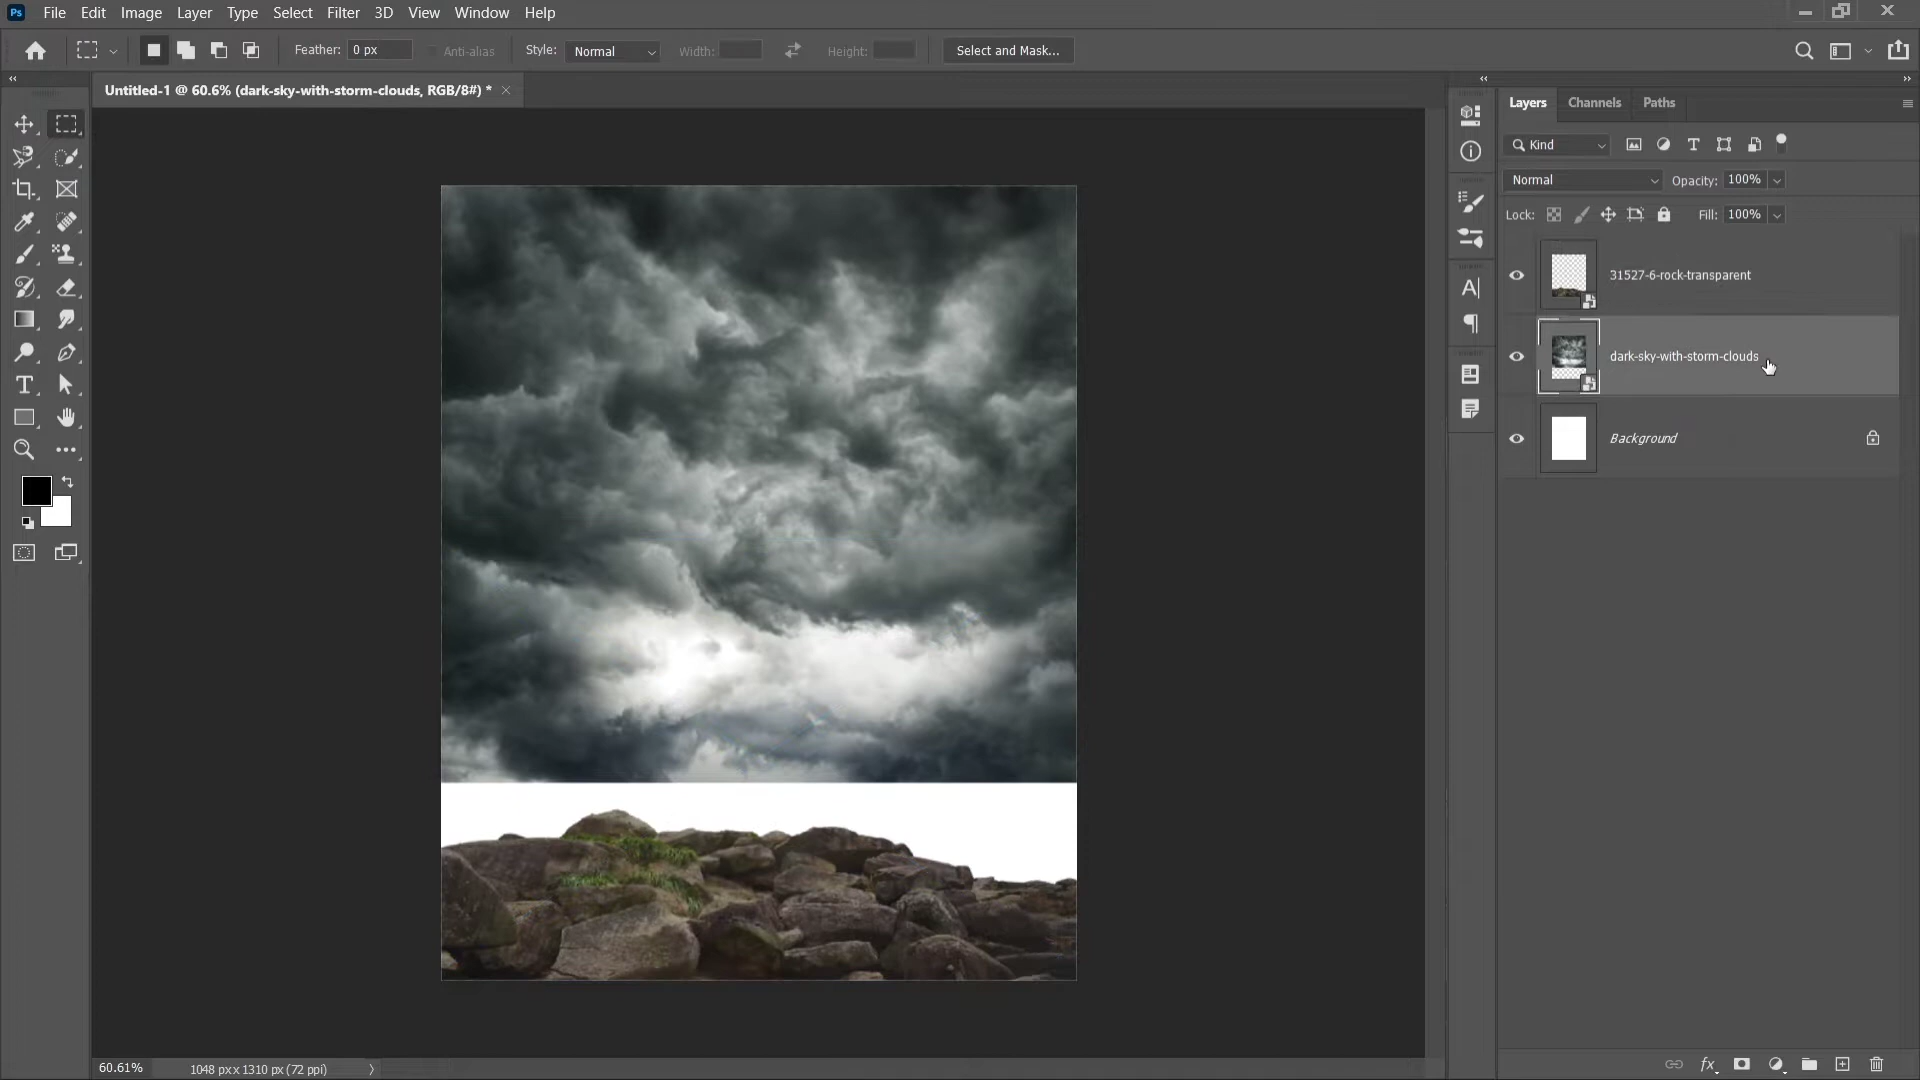 Ps File Edit Image Layer Type Select Filter 3D View Window Help
Feather: 0 px Anti-alias Style: Normal Width: Height: Select and Mask...
Untitled-1 @ 60.6% (dark-sky-with-storm-clouds, RGB/8#) *
Layers Channels Paths
Kind
Normal Opacity: 100%
Lock: Fill: 100%
31527-6-rock-transparent
dark-sky-with-storm-clouds
Background
60.61% 1048 px x 1310 px (72 ppi)